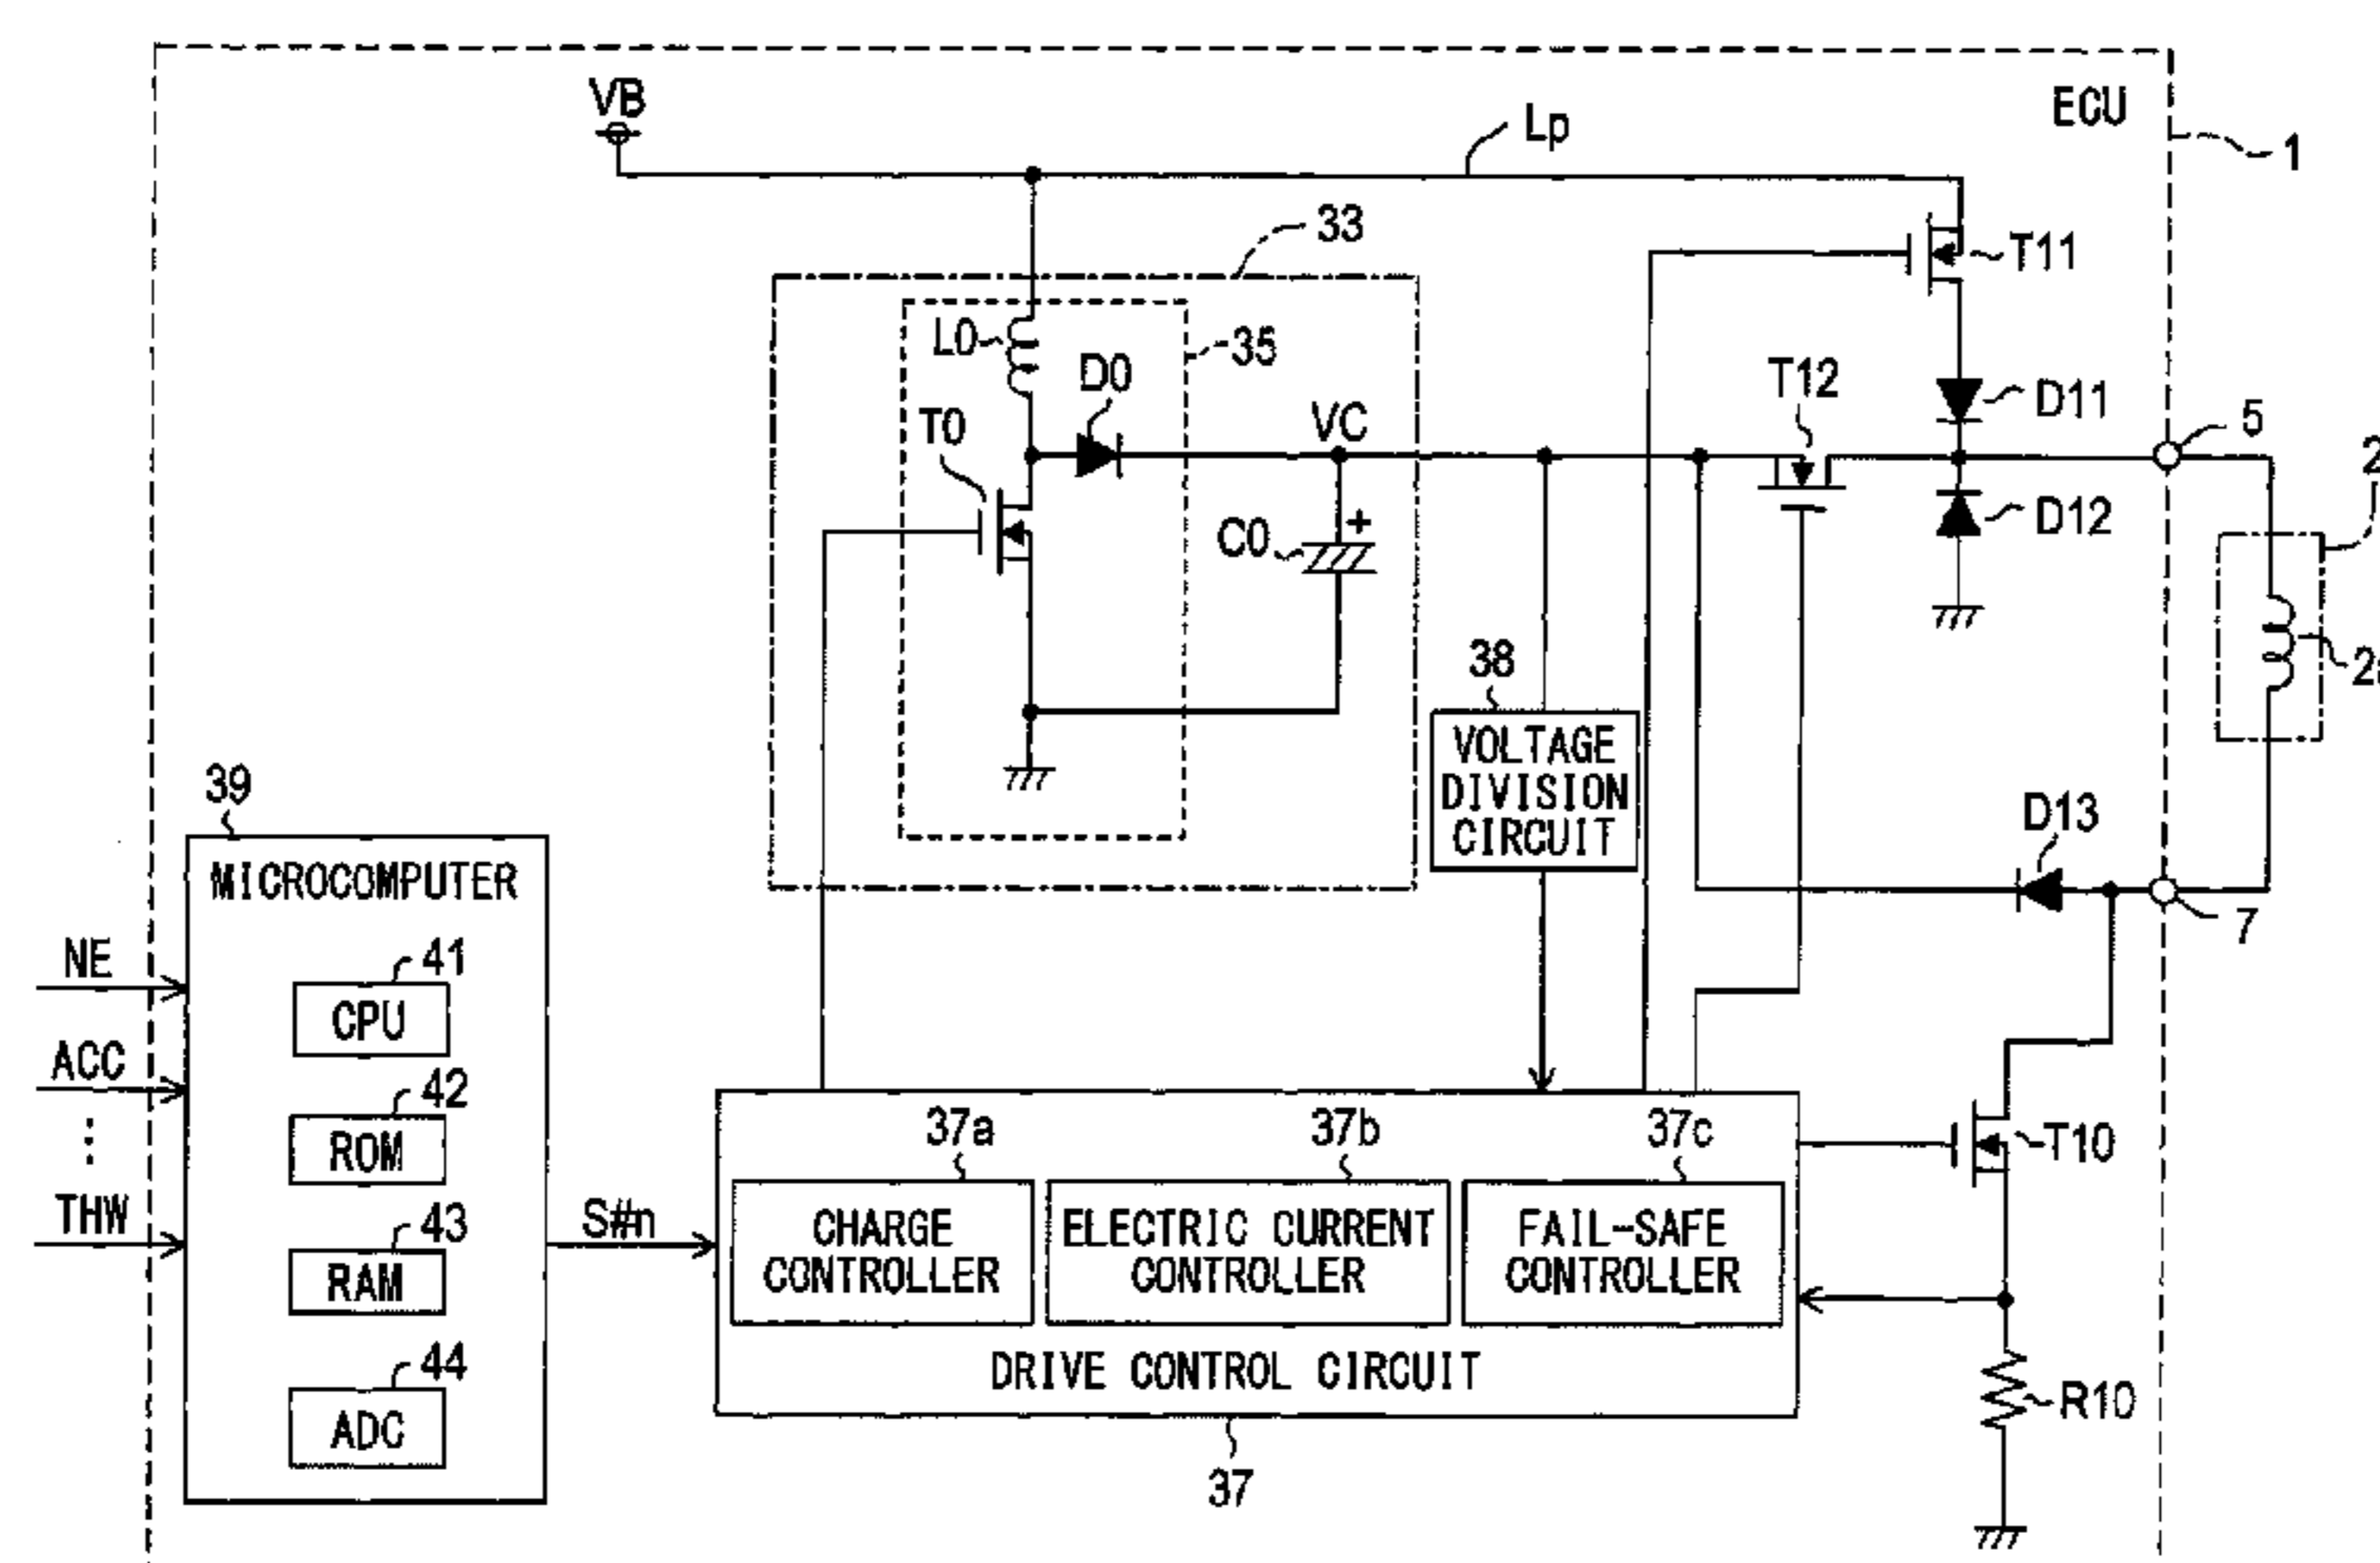 VB
ECU
Lp
1
33
T11
L0
35
D0
T12
D11
T0
VC
5
2
C0
+
D12
38
VOLTAGE
DIVISION
CIRCUIT
39
D13
MICROCOMPUTER
7
NE
41
CPU
ACC
42
ROM
37a
37b
37c
T10
THW
43
RAM
S#n
CHARGE
CONTROLLER
ELECTRIC CURRENT
CONTROLLER
FAIL-SAFE
CONTROLLER
44
ADC
DRIVE CONTROL CIRCUIT
R10
37